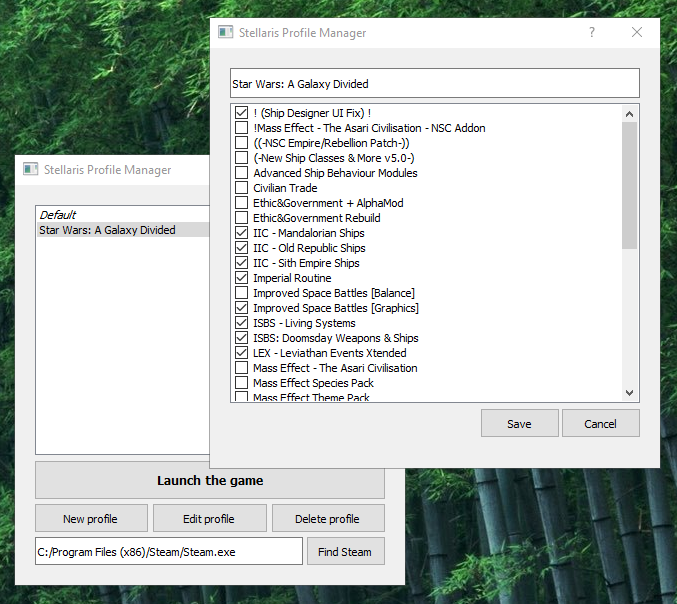 Stellaris Profile Manager
?
Star Wars: A Galaxy Divided
! (Ship Designer UI Fix) !
!Mass Effect - The Asari Civilisation - NSC Addon
((-NSC Empire/Rebellion Patch-))
(-New Ship Classes & More v5.0-)
Advanced Ship Behaviour Modules
Civilian Trade
Ethic&Government + AlphaMod
Ethic&Government Rebuild
IIC - Mandalorian Ships
IIC - Old Republic Ships
IIC - Sith Empire Ships
Imperial Routine
Improved Space Battles [Balance]
Improved Space Battles [Graphics]
ISBS - Living Systems
ISBS: Doomsday Weapons & Ships
LEX - Leviathan Events Xtended
Mass Effect - The Asari Civilisation
Mass Effect Species Pack
Mass Effect Theme Pack
Save
Cancel
Stellaris Profile Manager
Default
Star Wars: A Galaxy Divided
Launch the game
New profile
Edit profile
Delete profile
C:/Program Files (x86)/Steam/Steam.exe
Find Steam